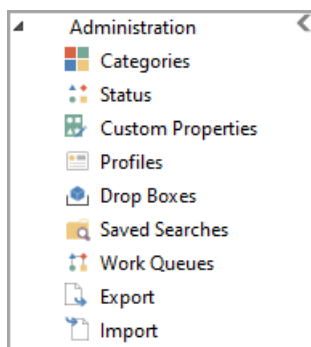 Administration
Categories
Status
Custom Properties
Profiles
Drop Boxes
Saved Searches
Work Queues
Export
Import